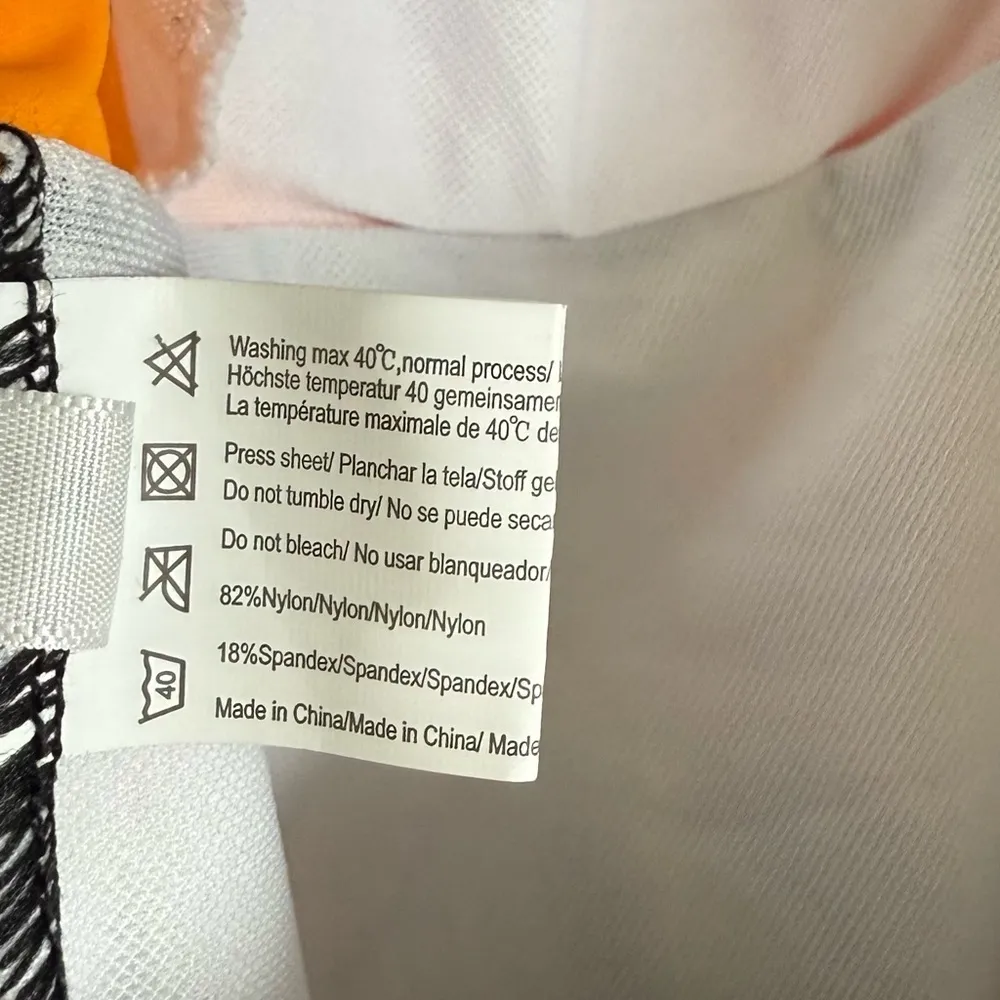 Washing max 40℃,normal process/
Höchste temperatur 40 gemeinsamer
La température maximale de 40℃ de
Press sheet/ Planchar la tela/Stoff ge
Do not tumble dry/ No se puede seca
Do not bleach/ No usar blanqueador/
82%Nylon/Nylon/Nylon/Nylon
18%Spandex/Spandex/Spandex/Sp
Made in China/Made in China/ Made
40